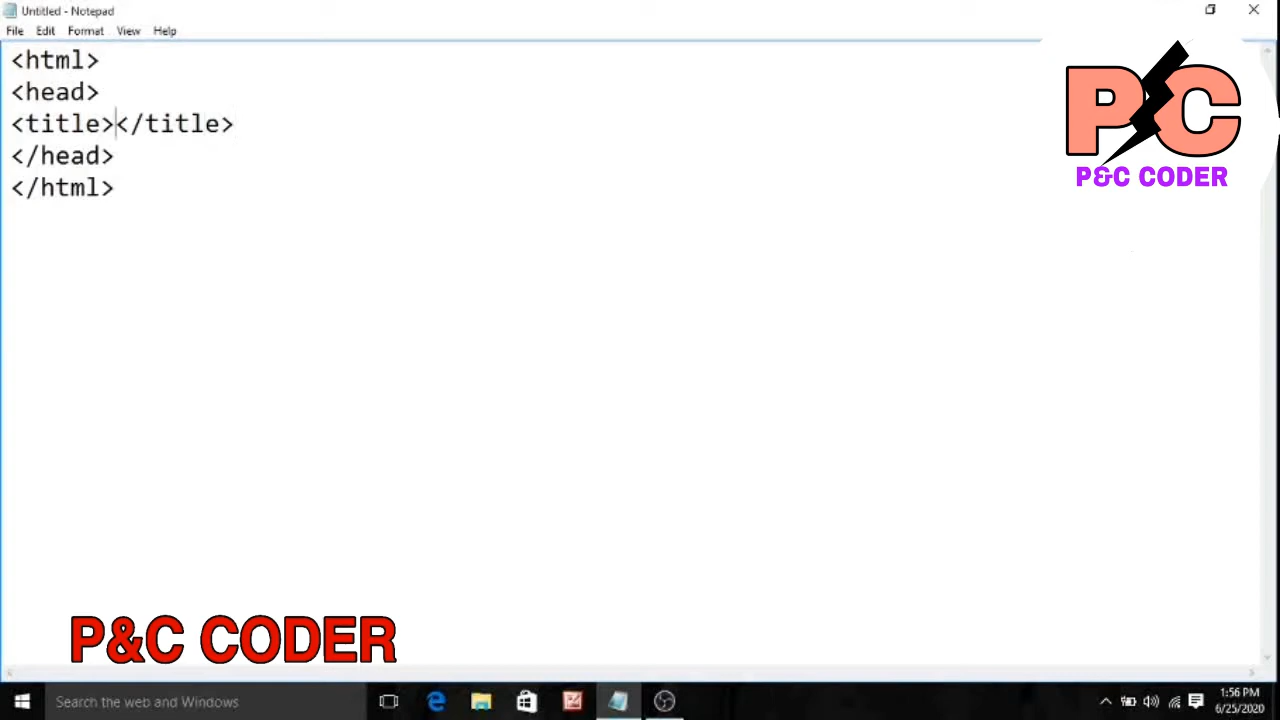 Untitled - Notepad
File Edit Format View Help
<html>
<head>
<title></title>
</head>
</html>
PC
P&C CODER
P&C CODER
Search the web and Windows
1:56 PM
6/25/2020